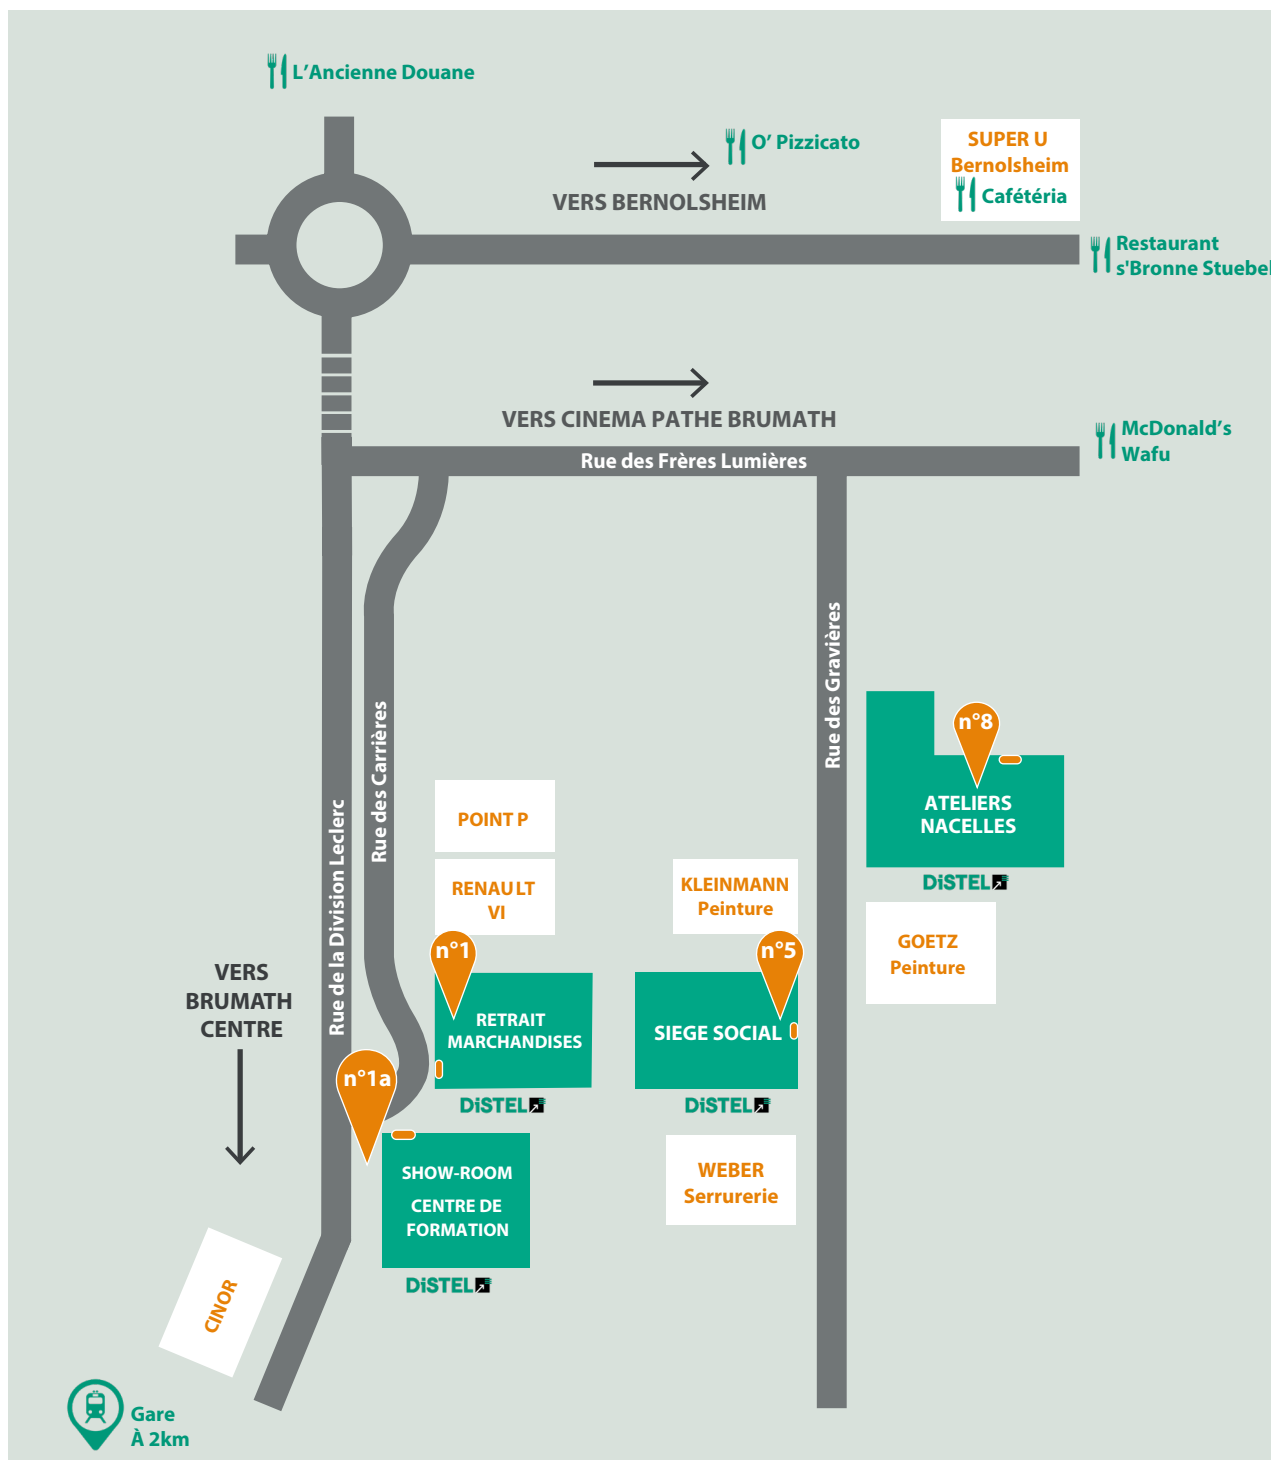 L'Ancienne Douane
O' Pizzicato
SUPER U
Bernolsheim
Cafétéria
VERS BERNOLSHEIM
Restaurant
s'Bronne Stuebel
VERS CINEMA PATHE BRUMATH
McDonald's
Wafu
Rue des Frères Lumières
Rue de la Division Leclerc
Rue des Carrières
Rue des Gravières
n°8
ATELIERS
NACELLES
DiSTEL
POINT P
RENAULT
VI
KLEINMANN
Peinture
GOETZ
Peinture
n°1
n°5
VERS
BRUMATH
CENTRE
RETRAIT
MARCHANDISES
SIEGE SOCIAL
n°1a
DiSTEL
DiSTEL
SHOW-ROOM
CENTRE DE
FORMATION
WEBER
Serrurerie
DiSTEL
CINOR
Gare
À 2km